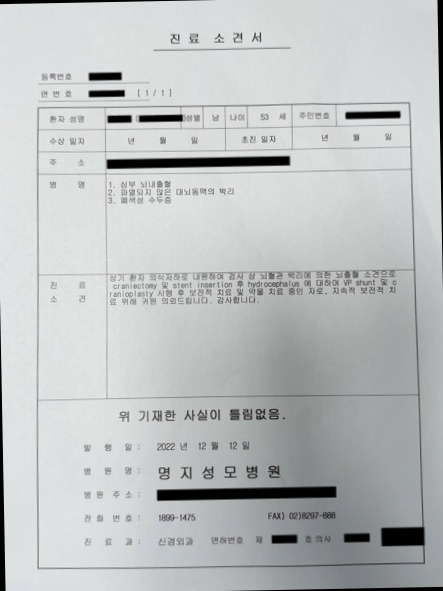 진료 소견서
등록번호
연번호 [ 1 / 1 ]
환자 성명 성별 남 나이 53 세 주민번호
수상 일자 년 월 일 초진 일자 년 월 일
주 소
병 명 1. 심부 뇌내출혈
2. 파열되지 않은 대뇌동맥의 박리
3. 폐색성 수두증
진 료 상기 환자 의식저하로 내원하여 검사 상 뇌혈관 박리에 의한 뇌출혈 소견으로
craniectomy 및 stent insertion 후 hydrocephalus 에 대하여 VP shunt 및 c
소 견 ranioplasty 시행 후 보전적 치료 및 약물 치료 중인 자로, 지속적 보전적 치
료 위해 귀원 의뢰드립니다. 감사합니다.
위 기재한 사실이 틀림없음.
발 행 일 : 2022 년 12 월 12 일
병 원 명 : 명지성모병원
병원 주소 :
전화 번호 : 1899-1475 FAX) 02)8297-888
진 료 과 : 신경외과 면허번호 제 호 의사